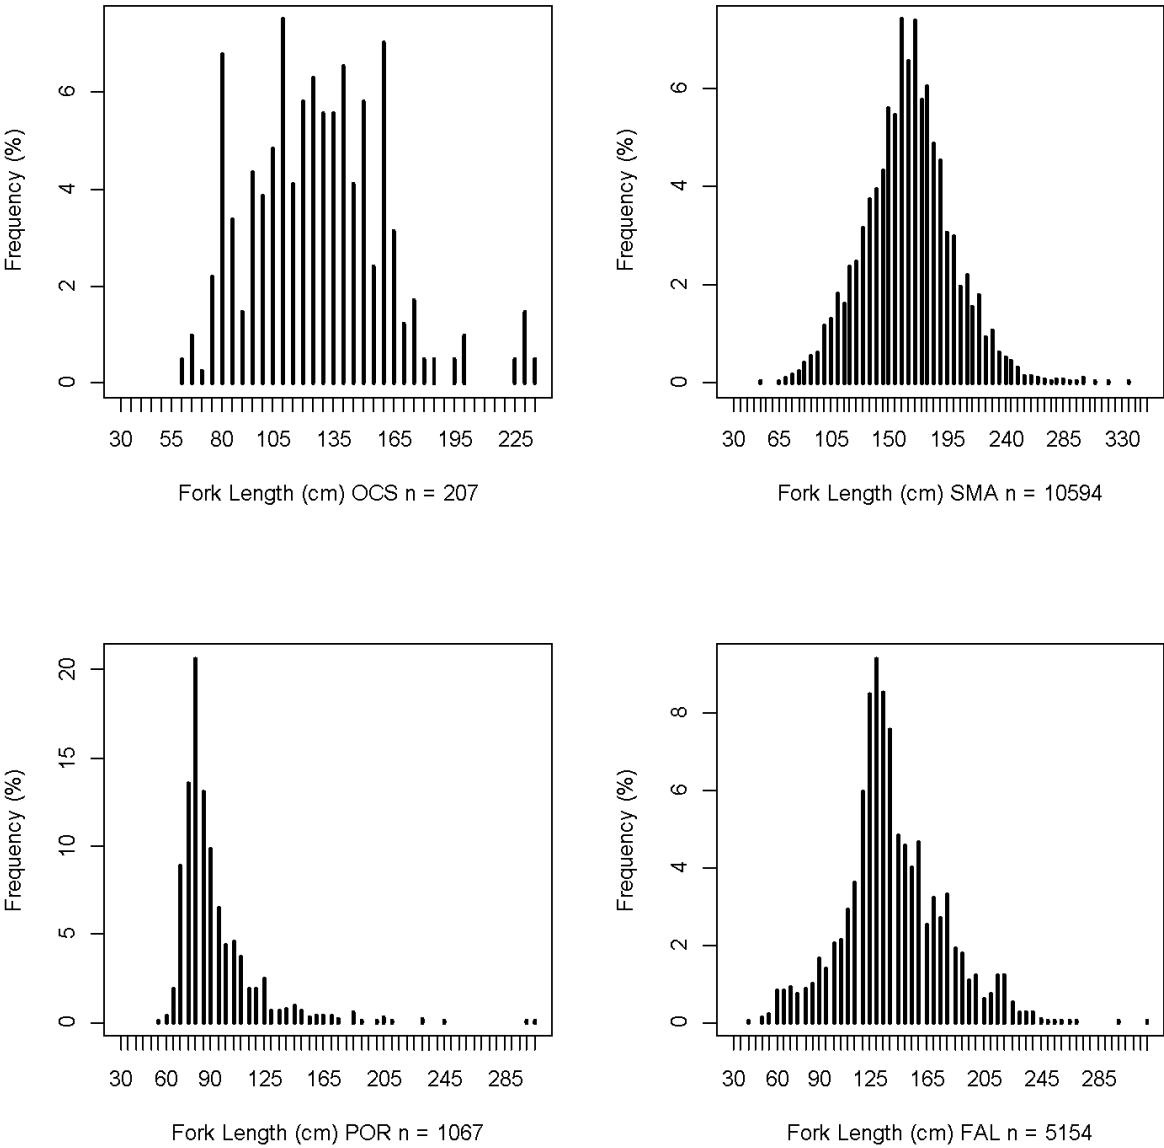 Frequency (%)
0 2 4 6
30 55 80 105 135 165 195 225
Fork Length (cm) OCS n = 207
Frequency (%)
0 2 4 6
30 65 105 150 195 240 285 330
Fork Length (cm) SMA n = 10594
Frequency (%)
0 5 10 15 20
30 60 90 125 165 205 245 285
Fork Length (cm) POR n = 1067
Frequency (%)
0 2 4 6 8
30 60 90 125 165 205 245 285
Fork Length (cm) FAL n = 5154